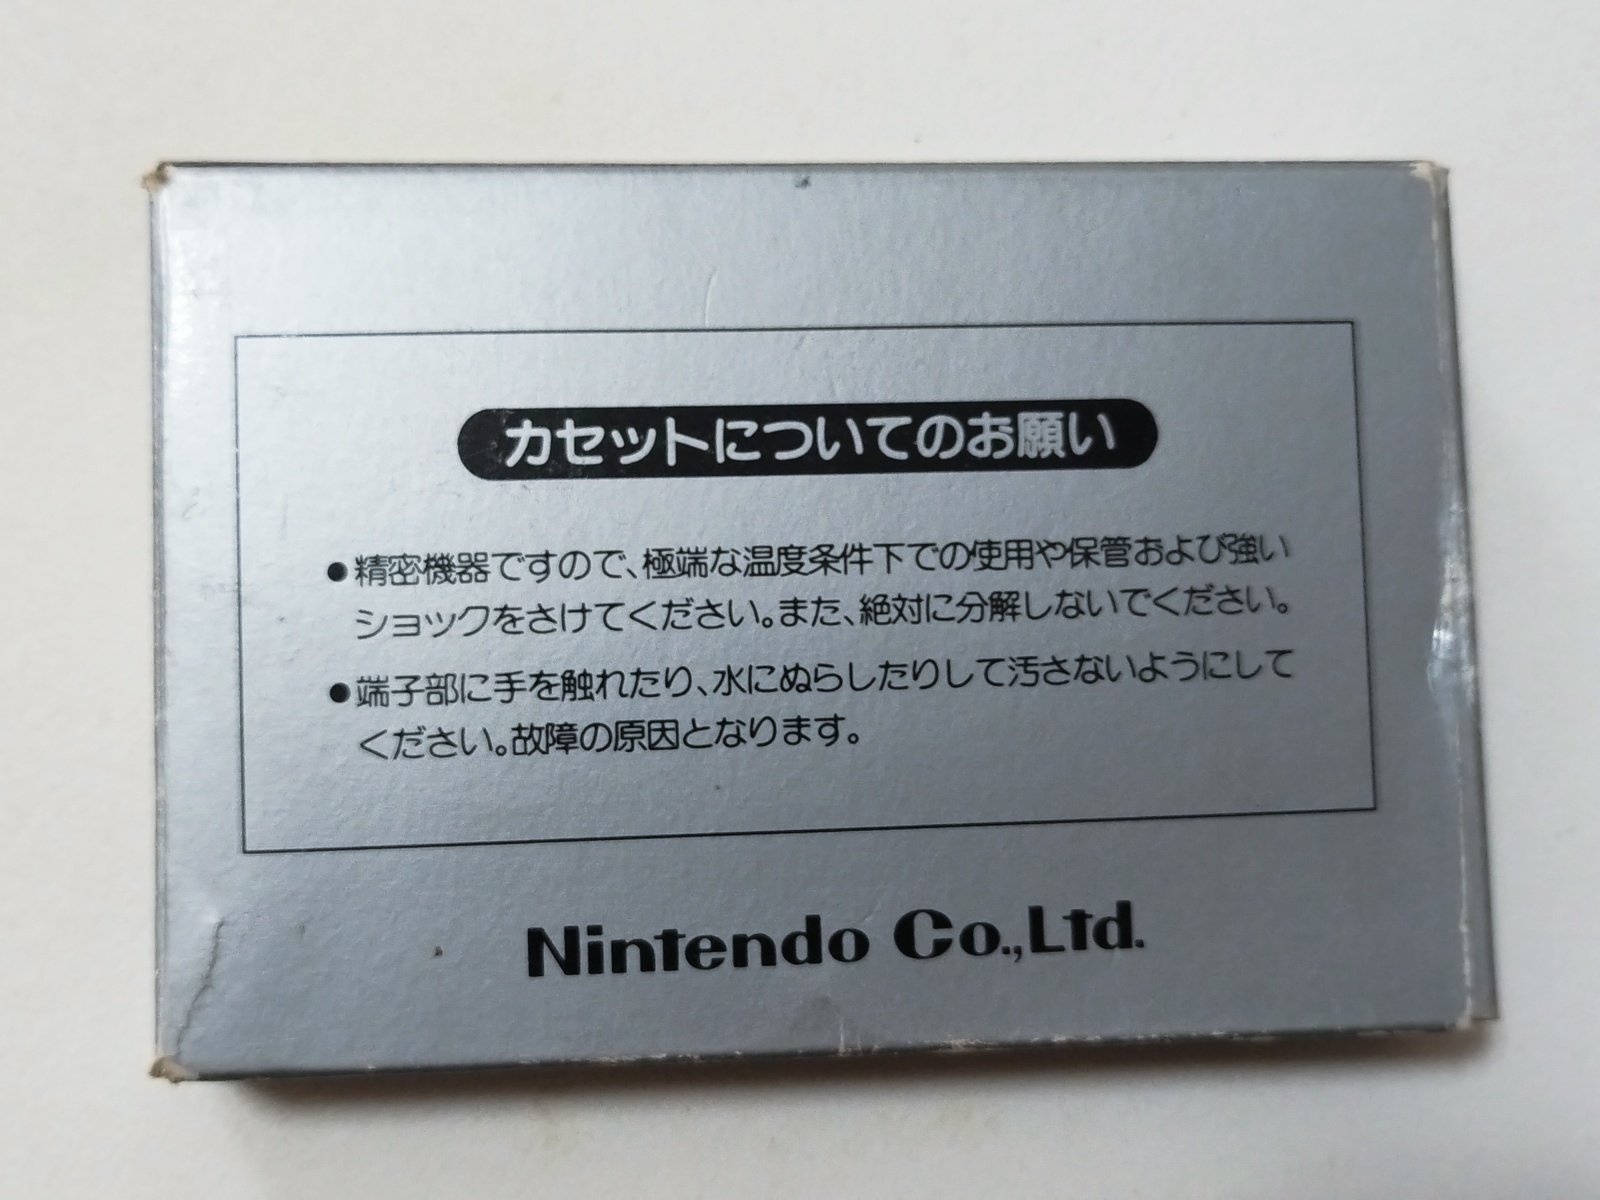 カセットについてのお願い
●精密機器ですので、極端な温度条件下での使用や保管および強い
ショックをさけてください。また、絶対に分解しないでください。
●端子部に手を触れたり、水にぬらしたりして汚さないようにして
ください。故障の原因となります。
Nintendo Co.,Ltd.